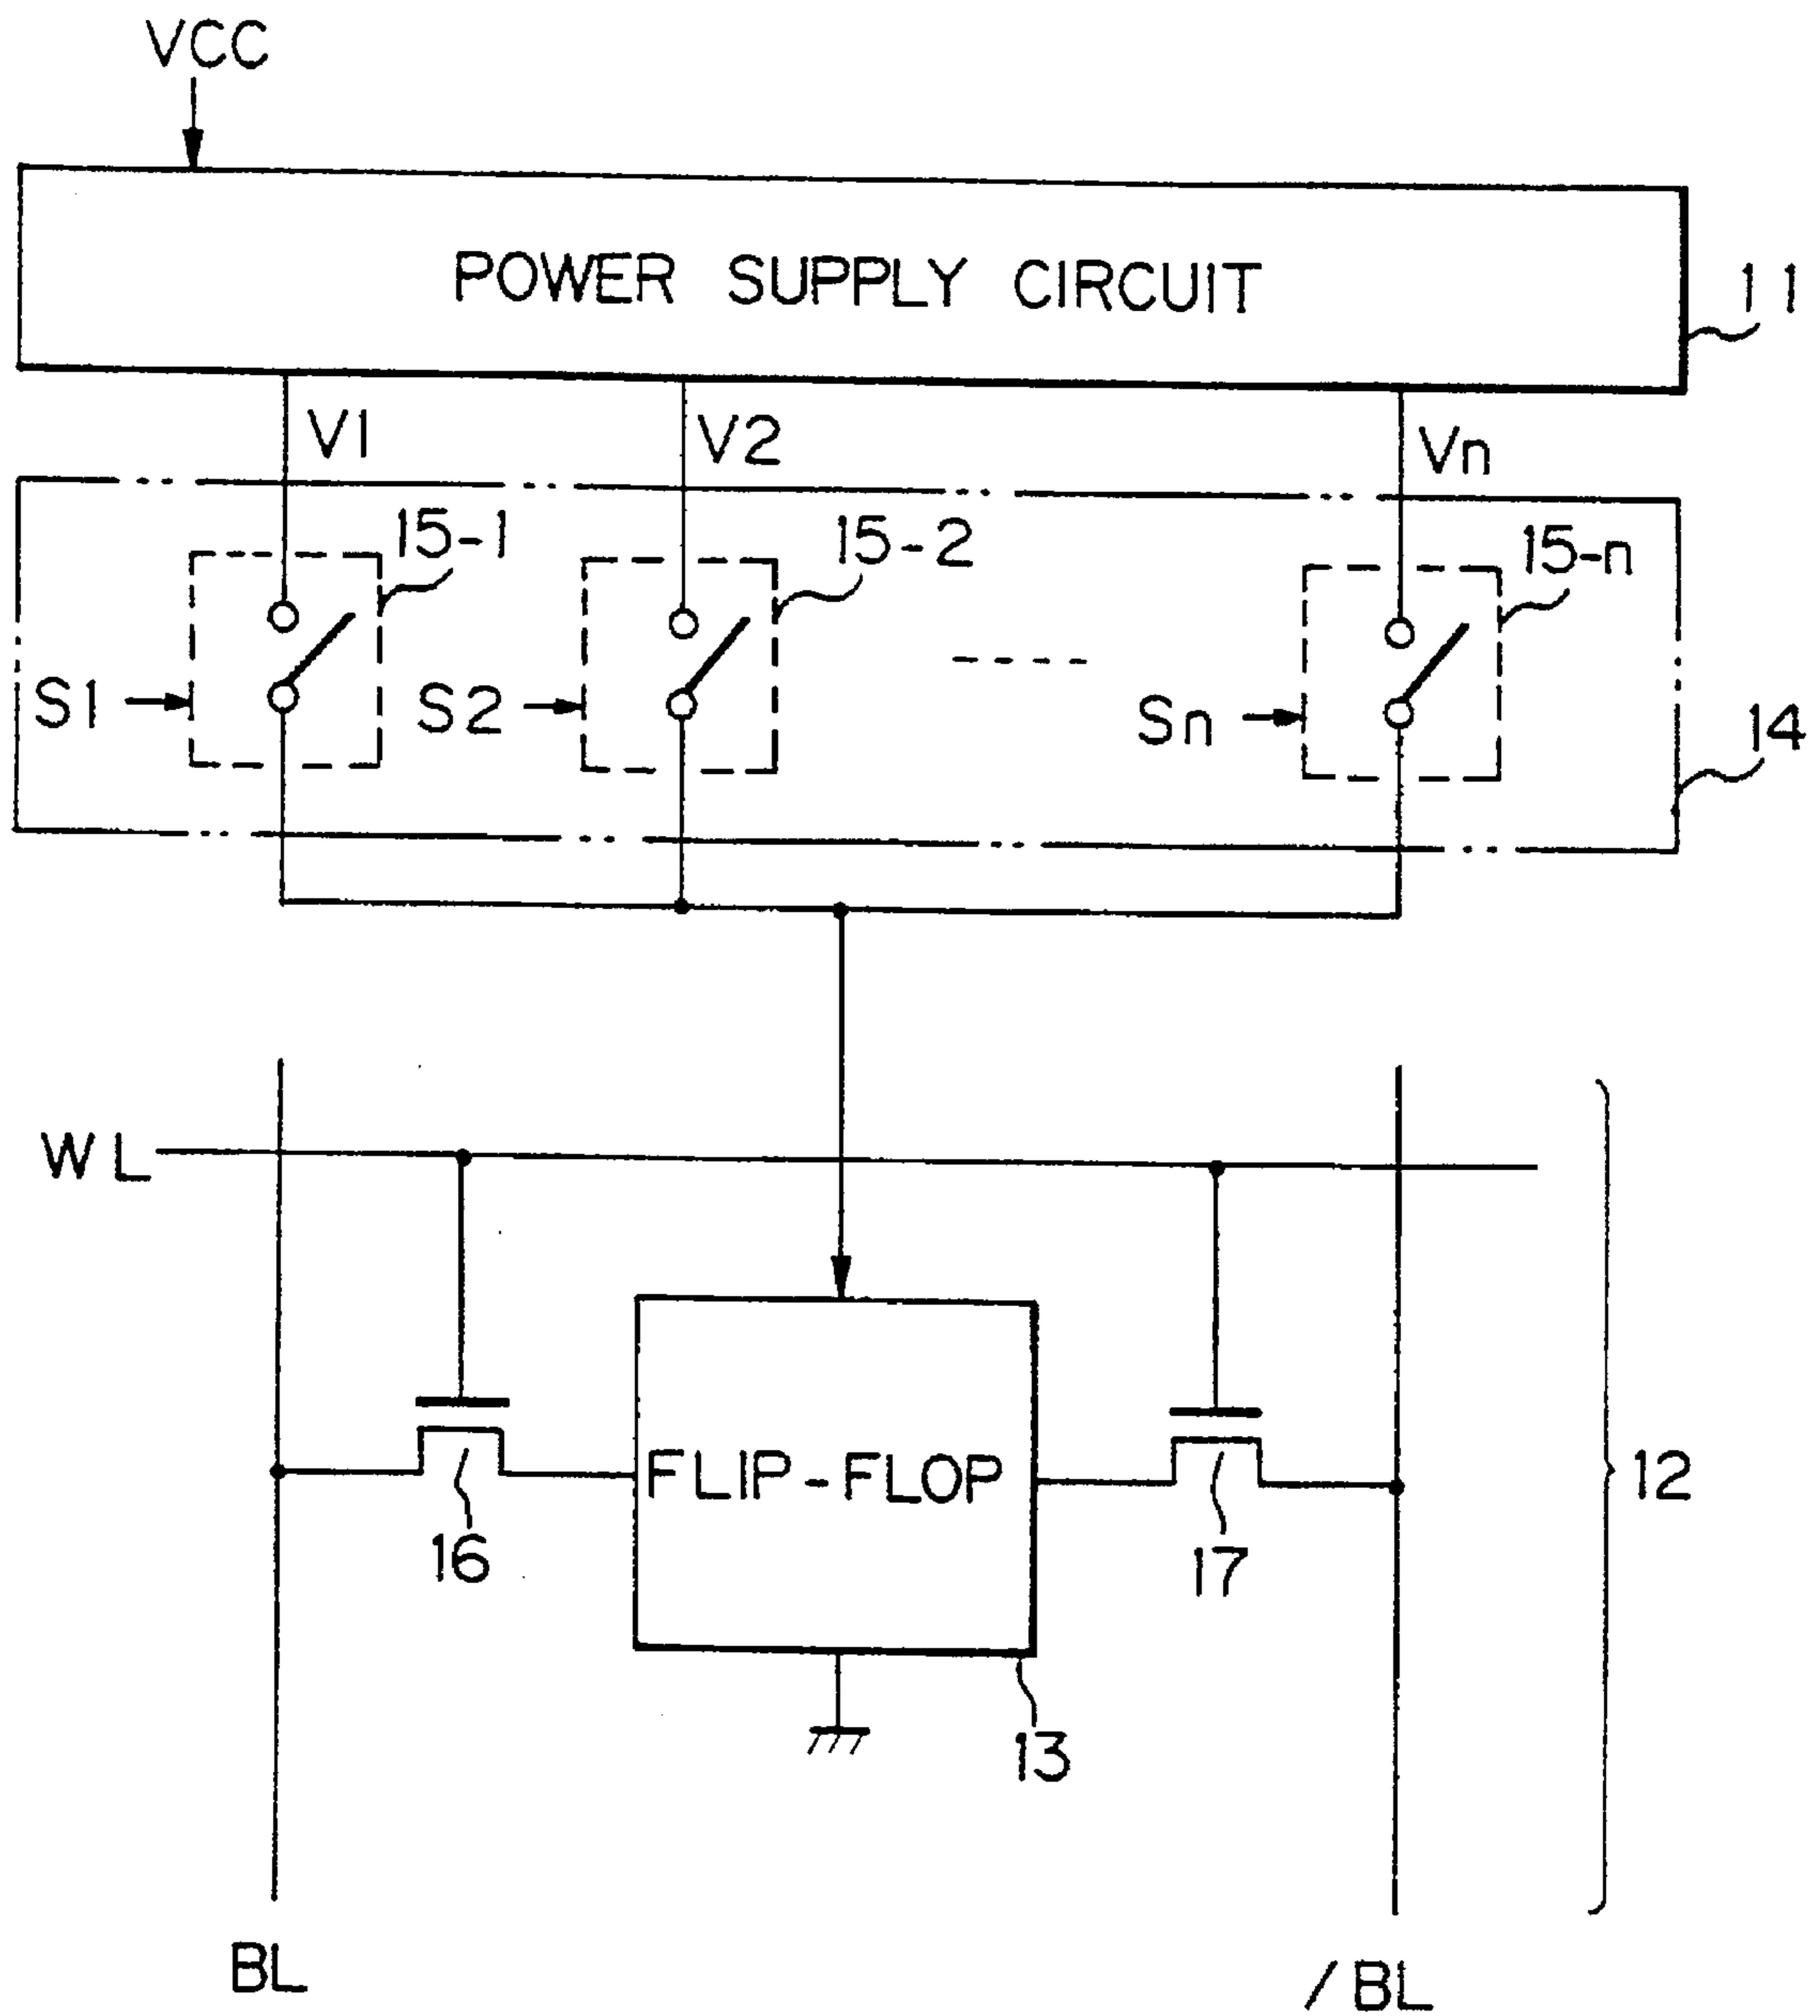 VCC
POWER SUPPLY CIRCUIT
11
V1
V2
Vn
15-1
15-2
15-n
S1
S2
-----
Sn
14
WL
FLIP-FLOP
12
16
17
13
BL
/BL